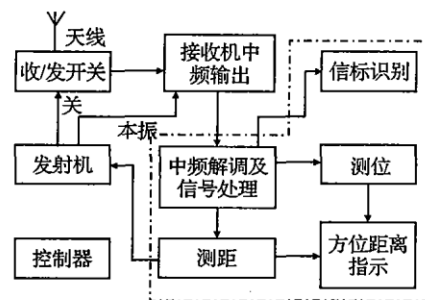 天线
收/发开关
接收机中
频输出
信标识别
关
本振
发射机
中频解调及
信号处理
测位
控制器
测距
方位距离
指示